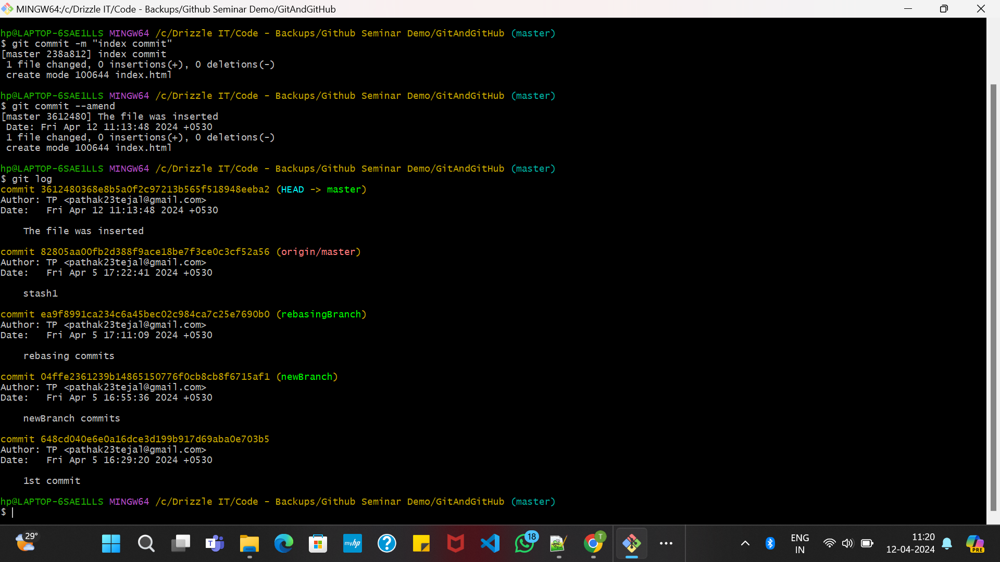 MINGW64:/c/Drizzle IT/Code - Backups/Github Seminar Demo/GitAndGitHub
hp@LAPTOP-6SAE1LLS MINGW64 /c/Drizzle IT/Code - Backups/Github Seminar Demo/GitAndGitHub (master)
$ git commit -m "index commit"
[master 238a812] index commit
 1 file changed, 0 insertions(+), 0 deletions(-)
 create mode 100644 index.html
hp@LAPTOP-6SAE1LLS MINGW64 /c/Drizzle IT/Code - Backups/Github Seminar Demo/GitAndGitHub (master)
$ git commit --amend
[master 3612480] The file was inserted
 Date: Fri Apr 12 11:13:48 2024 +0530
 1 file changed, 0 insertions(+), 0 deletions(-)
 create mode 100644 index.html
hp@LAPTOP-6SAE1LLS MINGW64 /c/Drizzle IT/Code - Backups/Github Seminar Demo/GitAndGitHub (master)
$ git log
commit 3612480368e8b5a0f2c97213b565f518948eeba2 (HEAD -> master)
Author: TP <pathak23tejal@gmail.com>
Date:   Fri Apr 12 11:13:48 2024 +0530
    The file was inserted
commit 82805aa00fb2d388f9ace18be7f3ce0c3cf52a56 (origin/master)
Author: TP <pathak23tejal@gmail.com>
Date:   Fri Apr 5 17:22:41 2024 +0530
    stash1
commit ea9f8991ca234c6a45bec02c984ca7c25e7690b0 (rebasingBranch)
Author: TP <pathak23tejal@gmail.com>
Date:   Fri Apr 5 17:11:09 2024 +0530
    rebasing commits
commit 04ffe2361239b14865150776f0cb8cb8f6715af1 (newBranch)
Author: TP <pathak23tejal@gmail.com>
Date:   Fri Apr 5 16:55:36 2024 +0530
    newBranch commits
commit 648cd040e6e0a16dce3d199b917d69aba0e703b5
Author: TP <pathak23tejal@gmail.com>
Date:   Fri Apr 5 16:29:20 2024 +0530
    1st commit
hp@LAPTOP-6SAE1LLS MINGW64 /c/Drizzle IT/Code - Backups/Github Seminar Demo/GitAndGitHub (master)
$
29°
T
myhp
?
18
T
ENG
IN
11:20
12-04-2024
PRE